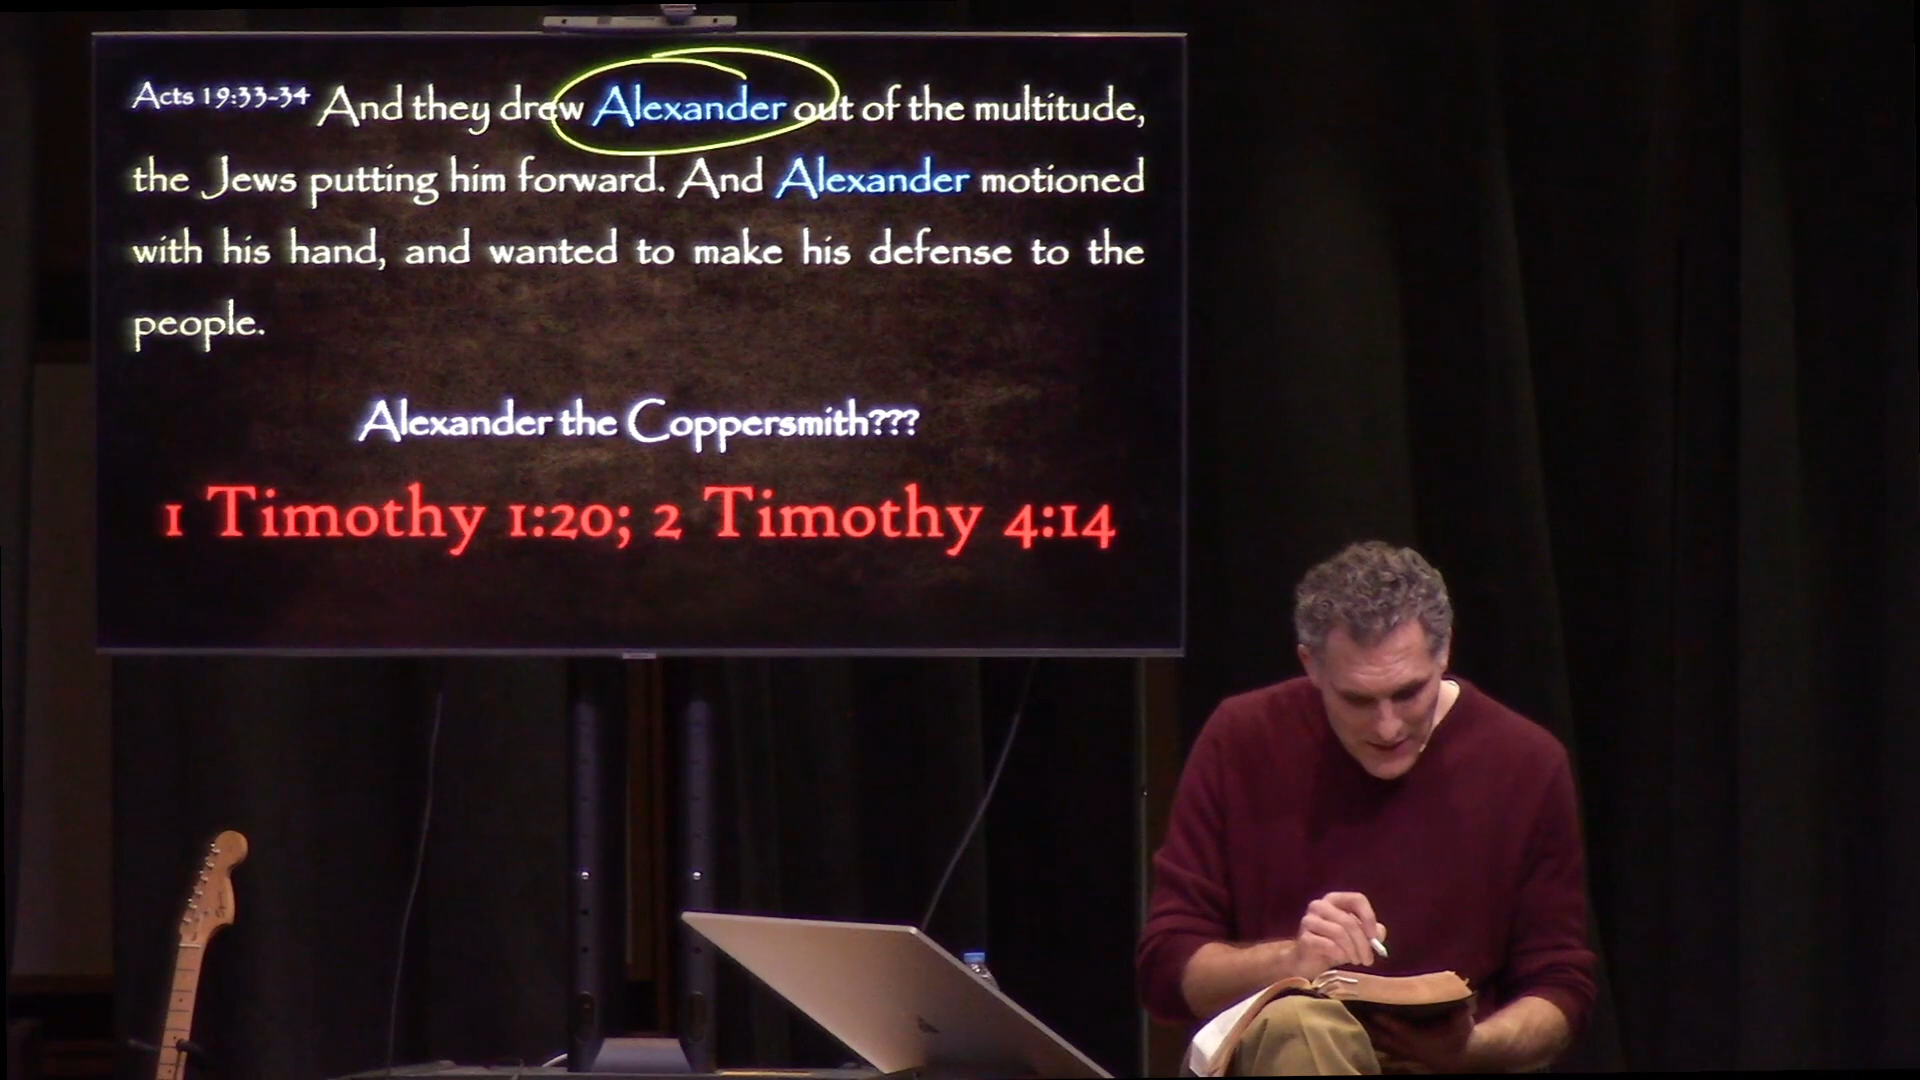 Acts 19:33-34 And they drew Alexander out of the multitude,
the Jews putting him forward. And Alexander motioned
with his hand, and wanted to make his defense to the
people.
Alexander the Coppersmith???
1 Timothy 1:20; 2 Timothy 4:14